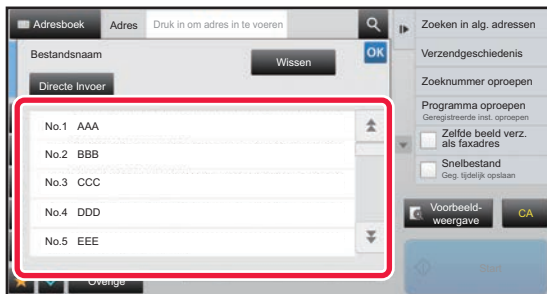 Adresboek
Adres
Druk in om adres in te voeren
Bestandsnaam
Wissen
OK
Directe Invoer
No.1 AAA
No.2 BBB
No.3 CCC
No.4 DDD
No.5 EEE
Overige
Zoeken in alg. adressen
Verzendgeschiedenis
Zoeknummer oproepen
Programma oproepen
Geregistreerde inst. oproepen
Zelfde beeld verz.
als faxadres
Snelbestand
Geg. tijdelijk opslaan
Voorbeeld-
weergave
CA
Start